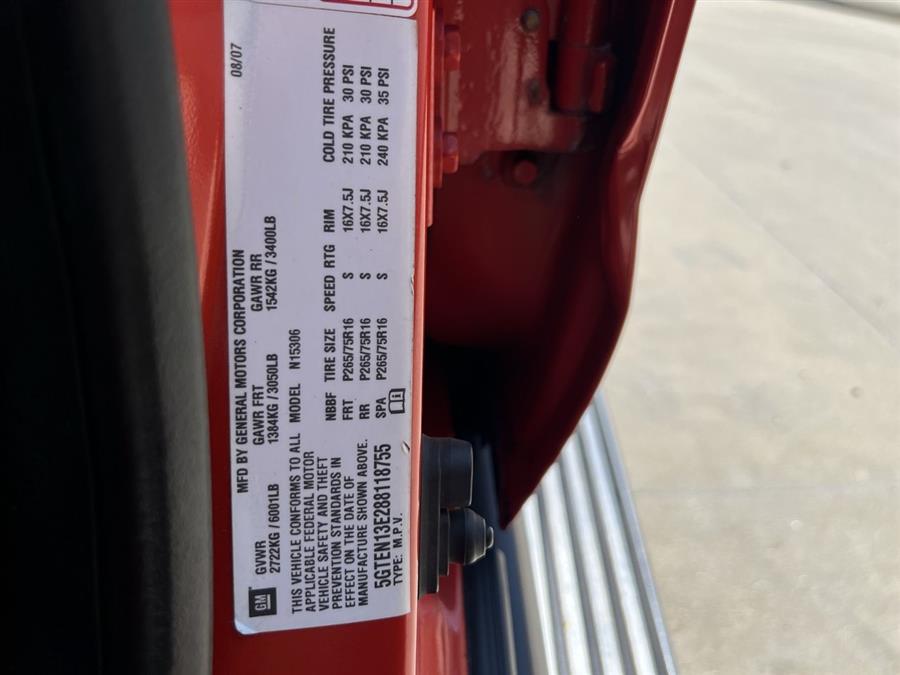 MFD BY GENERAL MOTORS CORPORATION 08/07
GM
GVWR GAWR FRT GAWR RR
2722KG / 6001LB 1384KG / 3050LB 1542KG / 3400LB
THIS VEHICLE CONFORMS TO ALL
APPLICABLE FEDERAL MOTOR
VEHICLE SAFETY AND THEFT
PREVENTION STANDARDS IN
EFFECT ON THE DATE OF
MANUFACTURE SHOWN ABOVE.
5GTEN13E288118755
TYPE: M.P.V.
MODEL N15306
NBBF TIRE SIZE SPEED RTG RIM COLD TIRE PRESSURE
FRT P265/75R16 S 16X7.5J 210 KPA 30 PSI
RR P265/75R16 S 16X7.5J 210 KPA 30 PSI
SPA P265/75R16 S 16X7.5J 240 KPA 35 PSI